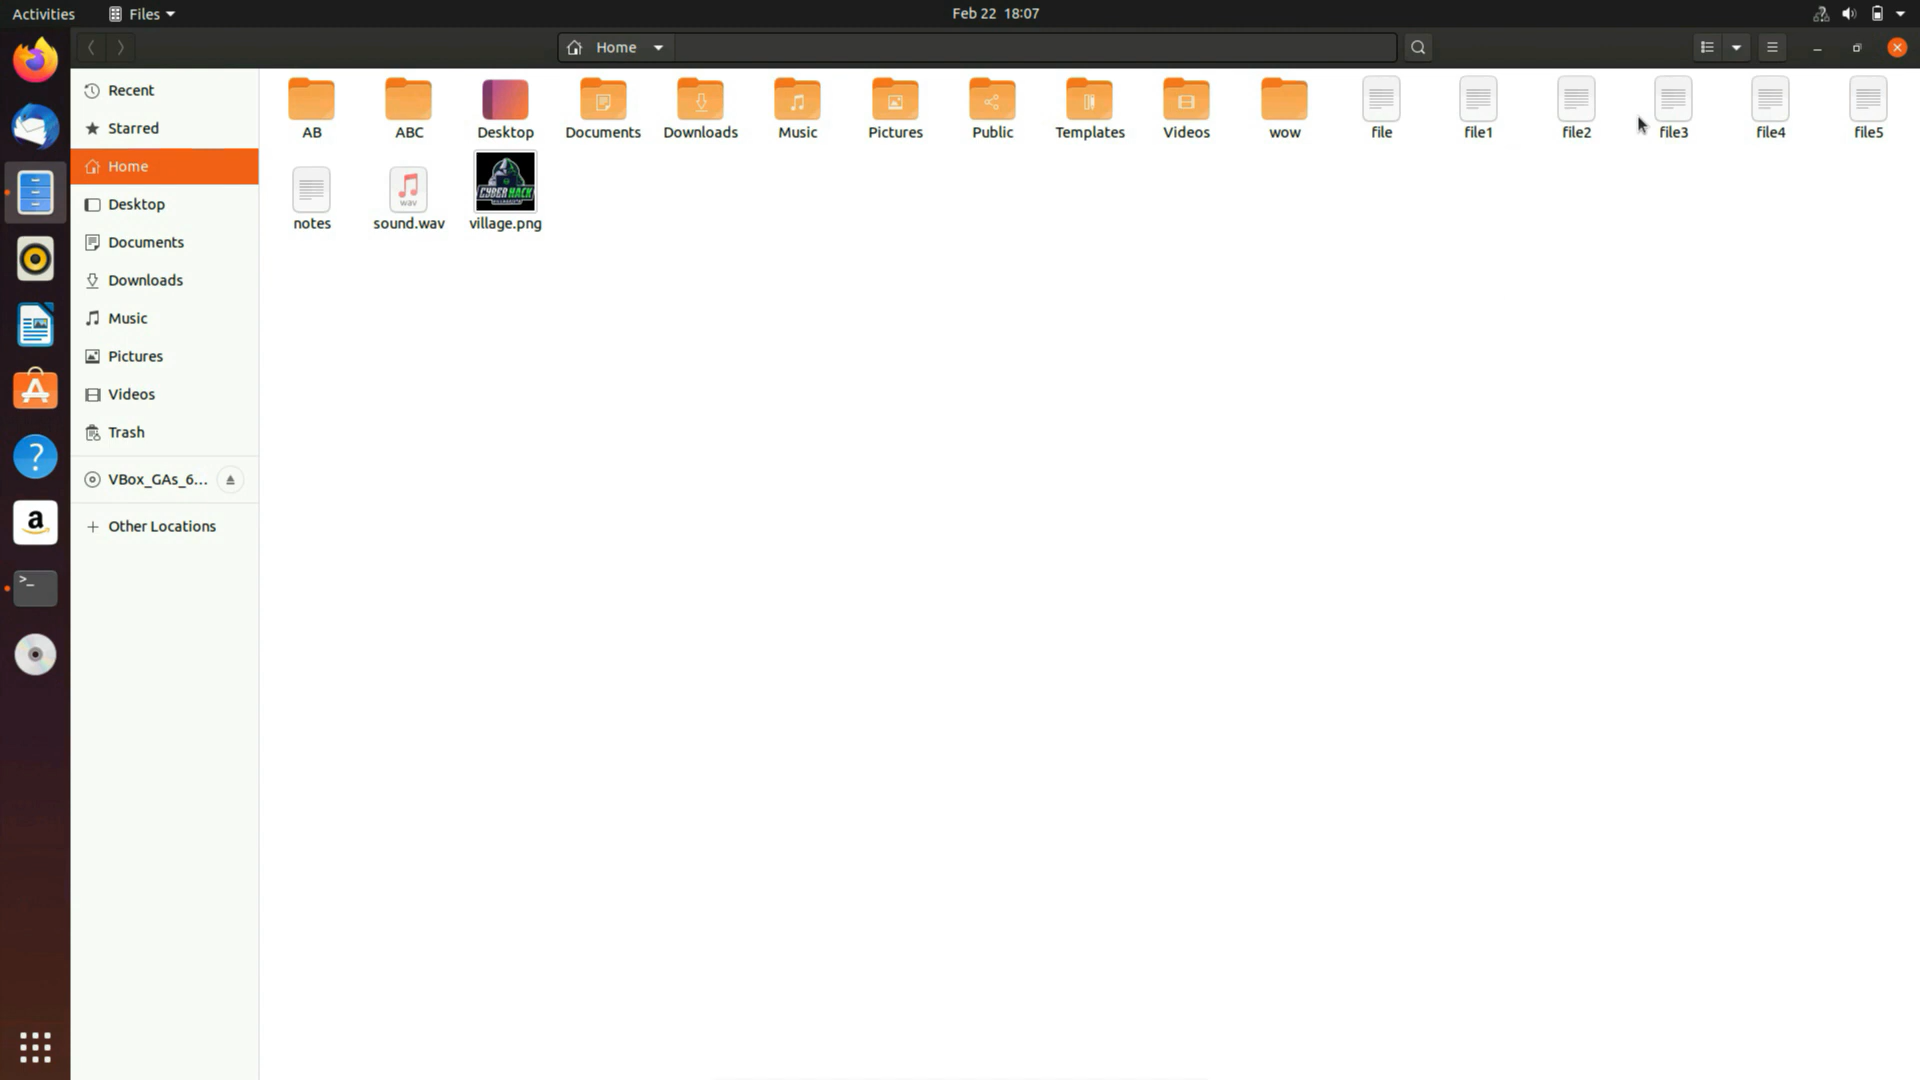 Activities Files Feb 22 18:07
Home
Recent
Starred
Home
Desktop
Documents
Downloads
Music
Pictures
Videos
Trash
VBox_GAs_6...
Other Locations
AB ABC Desktop Documents Downloads Music Pictures Public Templates Videos wow file file1 file2 file3 file4 file5
wav CYBERHACK
notes sound.wav village.png
?
a
>_